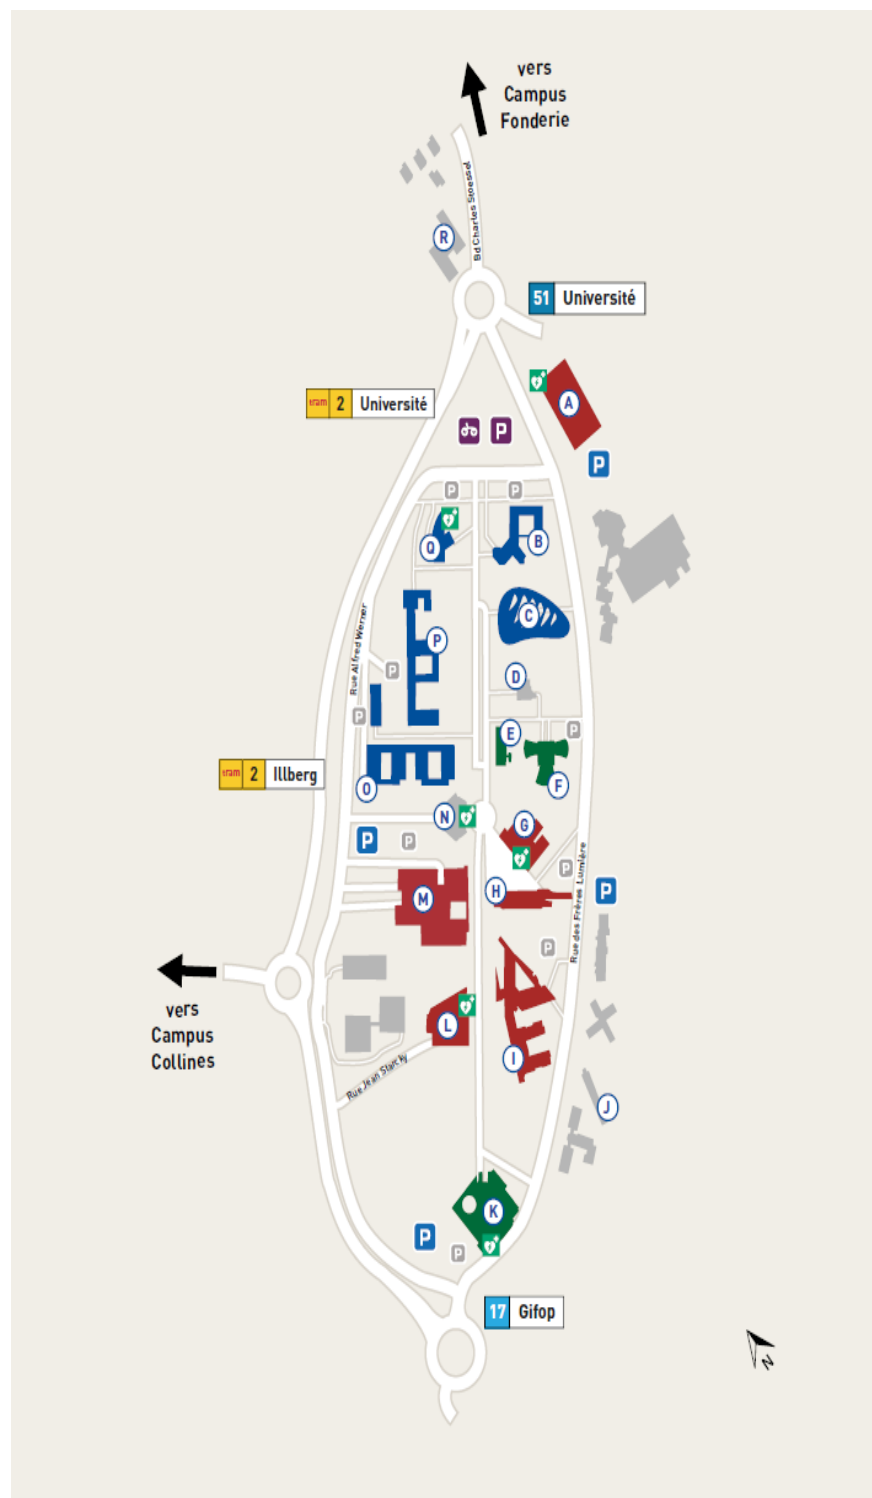 vers
Campus
Fonderie
Bd Charles Stoessel
R
51 Université
A
tram 2 Université
P
P
P
P
Q
B
C
Rue Alfred Werner
P
P
D
P
E
P
tram 2 Illberg
O
F
N
G
P
P
P
H
P
M
Rue des Frères Lumière
P
vers
Campus
Collines
L
I
Rue Jean Starcky
J
K
P
P
17 Gifop
N